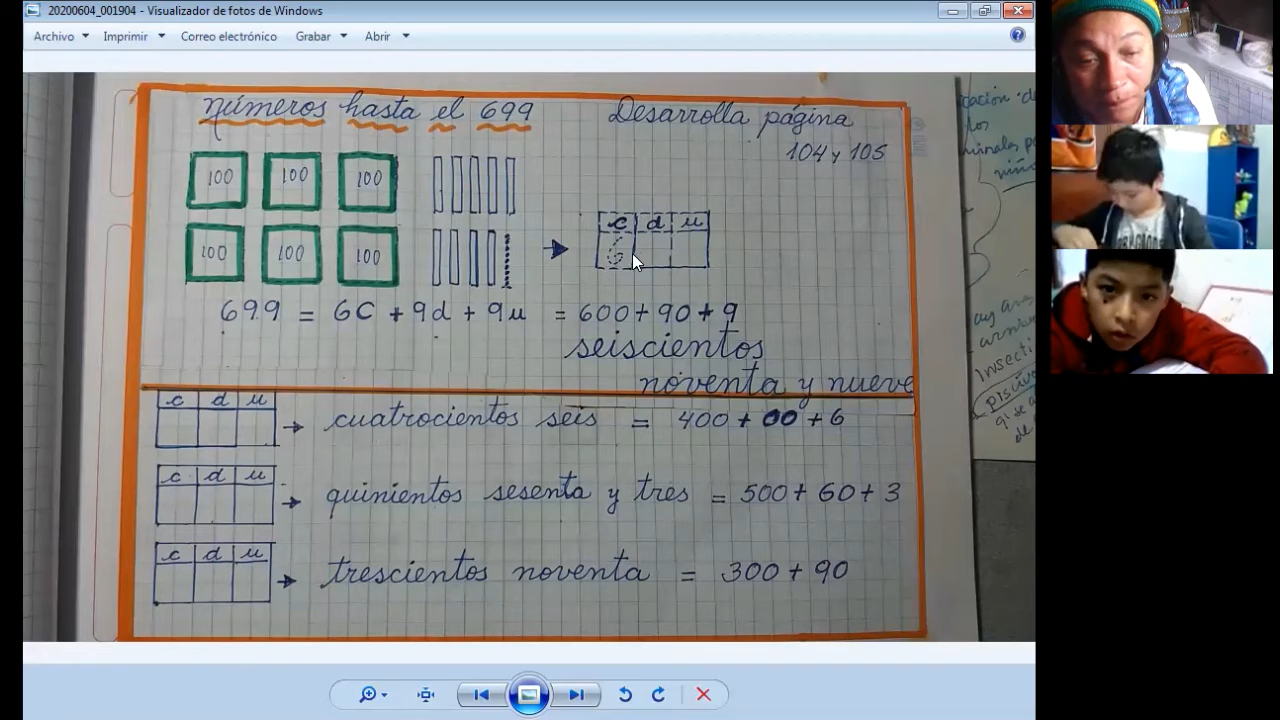 20200604_001904 - Visualizador de fotos de Windows
Archivo Imprimir Correo electrónico Grabar Abrir
números hasta el 699
Desarrolla página
104 y 105
100 100 100
100 100 100
c d u
6
699 = 6C + 9d + 9u = 600 + 90 + 9
seiscientos
noventa y nueve
c d u
cuatrocientos seis = 400 + 00 + 6
c d u
quinientos sesenta y tres = 500 + 60 + 3
c d u
trescientos noventa = 300 + 90